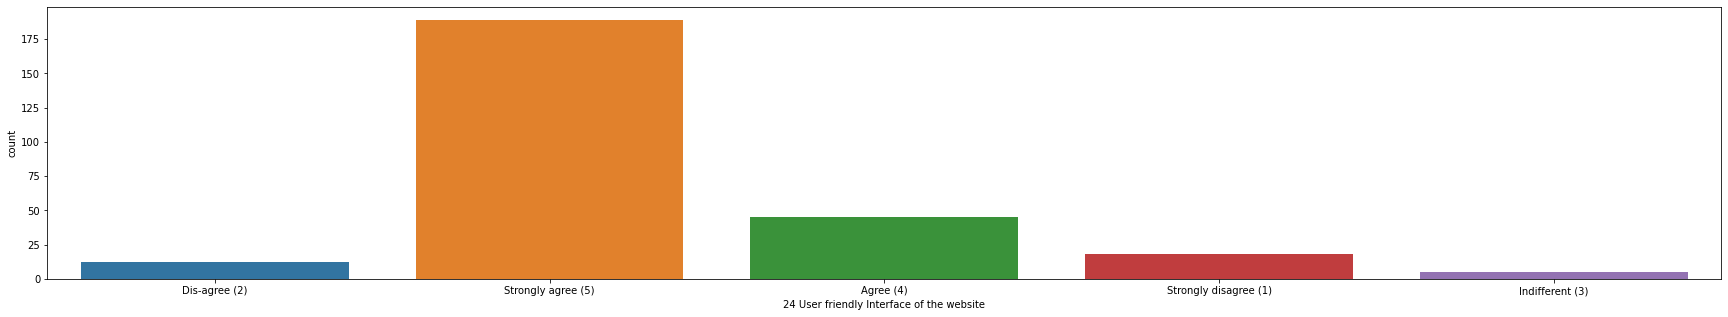 175
150
125
100
75
50
25
0
count
Dis-agree (2) Strongly agree (5) Agree (4) Strongly disagree (1) Indifferent (3)
24 User friendly Interface of the website